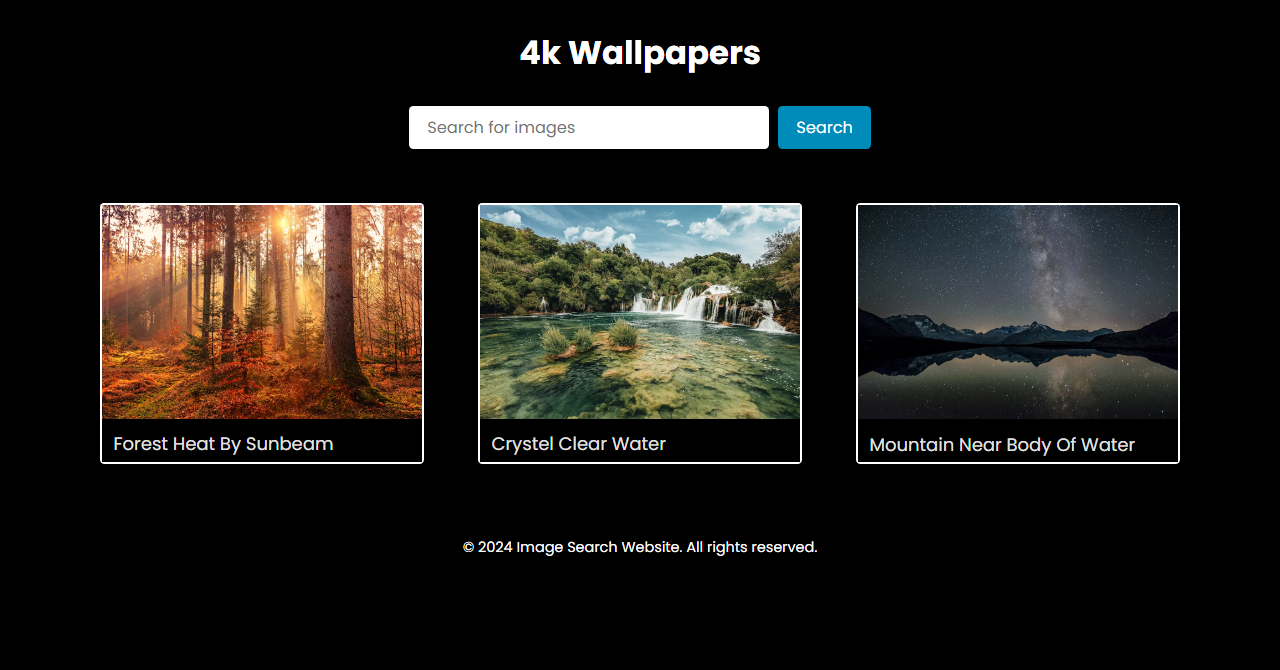 4k Wallpapers
Search for images
Search
Forest Heat By Sunbeam
Crystel Clear Water
Mountain Near Body Of Water
© 2024 Image Search Website. All rights reserved.